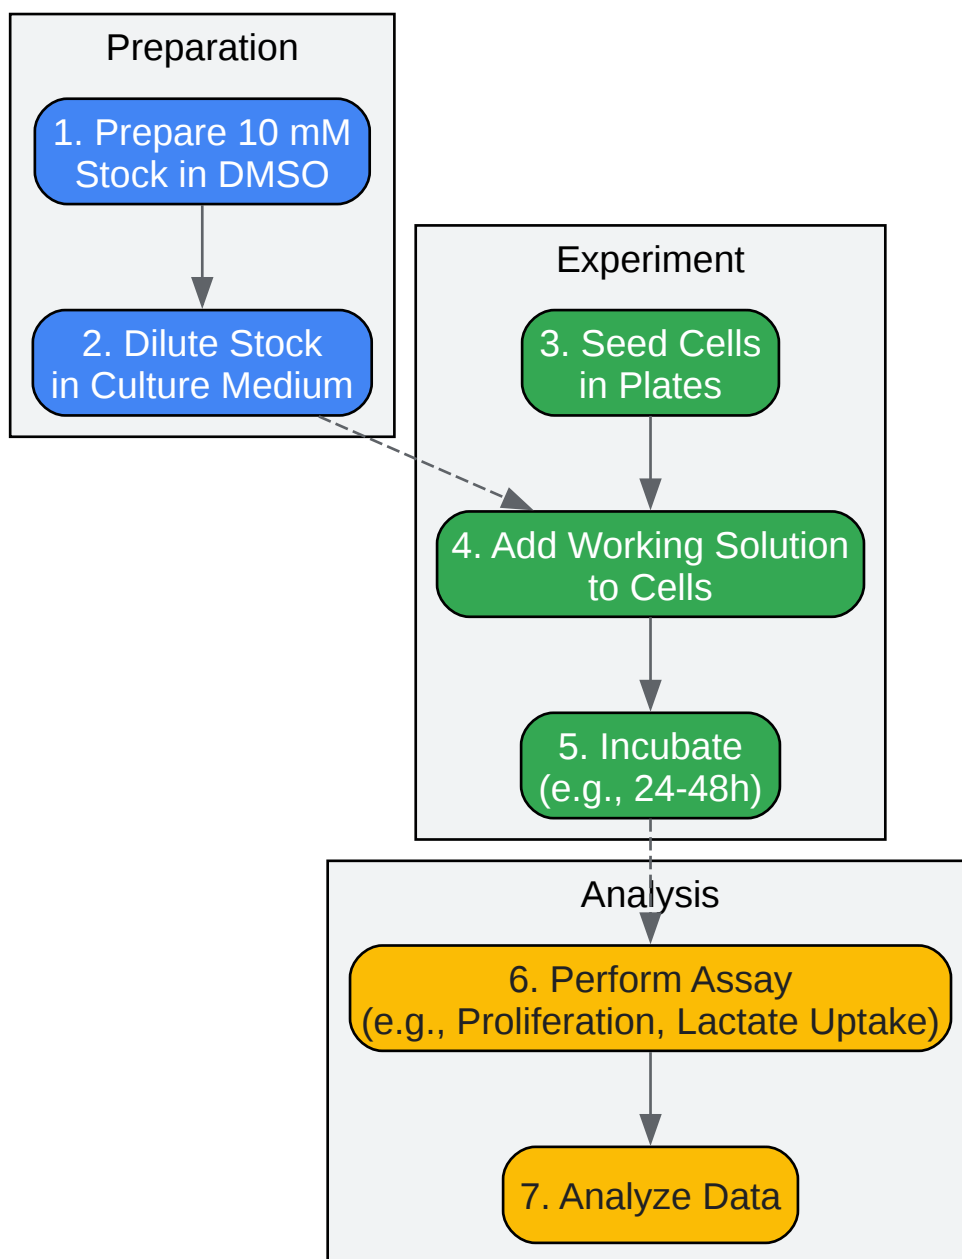 Preparation
1. Prepare 10 mM
Stock in DMSO
2. Dilute Stock
in Culture Medium
Experiment
3. Seed Cells
in Plates
4. Add Working Solution
to Cells
5. Incubate
(e.g., 24-48h)
Analysis
6. Perform Assay
(e.g., Proliferation, Lactate Uptake)
7. Analyze Data